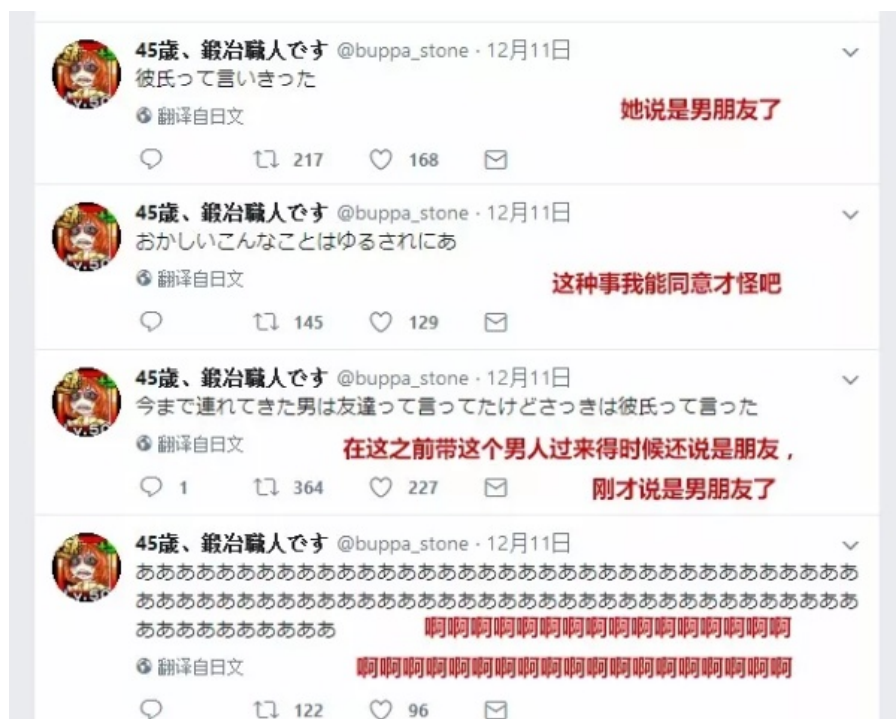 45歳、鍛冶職人です @buppa_stone · 12月11日
彼氏って言いきった
翻译自日文
她说是男朋友了
217 168
45歳、鍛冶職人です @buppa_stone · 12月11日
おかしいこんなことはゆるされにあ
翻译自日文
这种事我能同意才怪吧
145 129
45歳、鍛冶職人です @buppa_stone · 12月11日
今まで連れてきた男は友達って言ってたけどさっきは彼氏って言った
翻译自日文
在这之前带这个男人过来得时候还说是朋友，
1 364 227
刚才说是男朋友了
45歳、鍛冶職人です @buppa_stone · 12月11日
ああああああああああああああああああああああああああああああああああああ
ああああああああああああああああああああああああああああああああああああ
ああああああああああ
啊啊啊啊啊啊啊啊啊啊啊啊啊啊啊啊
翻译自日文
啊啊啊啊啊啊啊啊啊啊啊啊啊啊啊啊啊啊啊
122 96